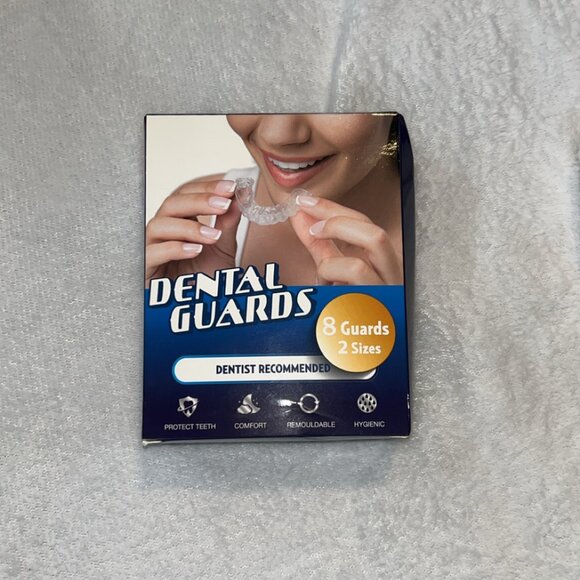 DENTAL
GUARDS
8 Guards
2 Sizes
DENTIST RECOMMENDED
PROTECT TEETH
COMFORT
REMOULDABLE
HYGIENIC